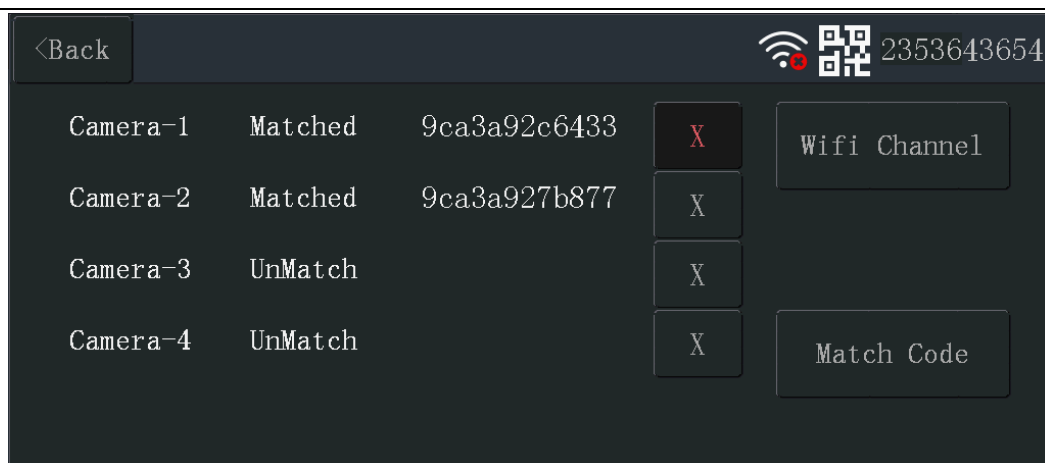 <Back 2353643654
Camera-1 Matched 9ca3a92c6433 X Wifi Channel
Camera-2 Matched 9ca3a927b877 X
Camera-3 UnMatch X
Camera-4 UnMatch X Match Code